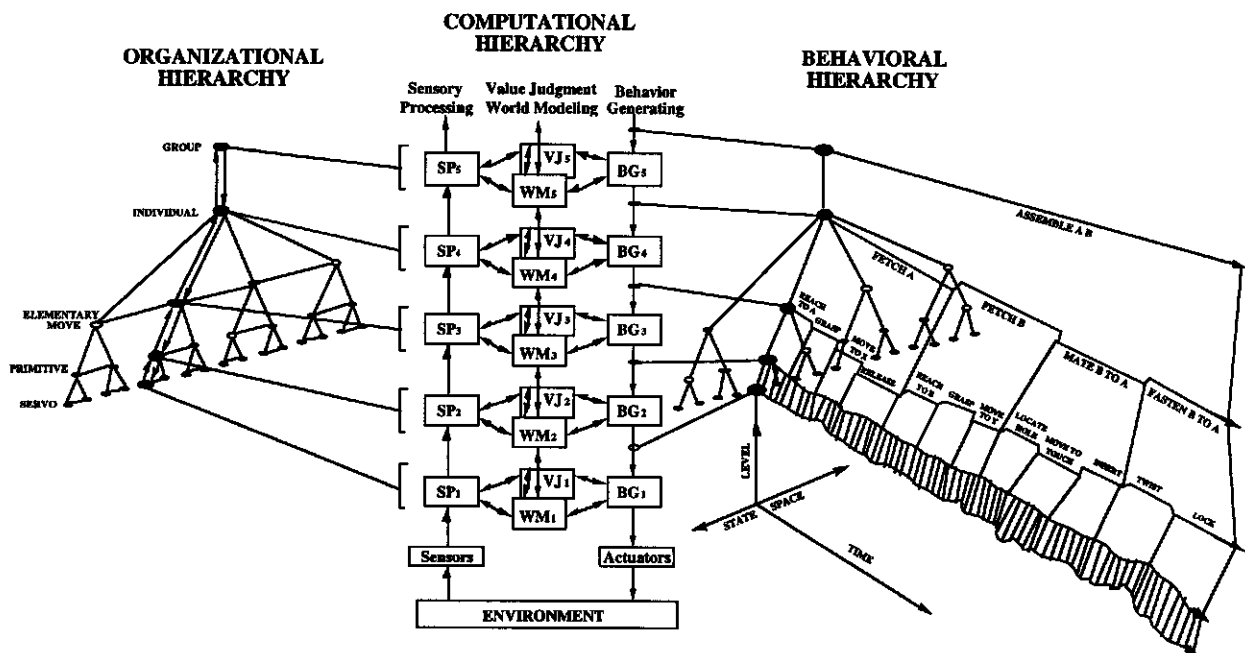 COMPUTATIONAL
HIERARCHY
ORGANIZATIONAL
HIERARCHY
BEHAVIORAL
HIERARCHY
Sensory
Processing
Value Judgment
World Modeling
Behavior
Generating
GROUP
INDIVIDUAL
ELEMENTARY
MOVE
PRIMITIVE
SERVO
SP5
VJ5
WM5
BG5
SP4
VJ4
WM4
BG4
SP3
VJ3
WM3
BG3
SP2
VJ2
WM2
BG2
SP1
VJ1
WM1
BG1
Sensors
Actuators
ENVIRONMENT
ASSEMBLE A B
FETCH A
FETCH B
MATE B TO A
FASTEN B TO A
REACH
TO A
GRASP
MOVE
TO X
RELEASE
REACH
TO B
GRASP
MOVE
TO Y
LOCATE
HOLE
MOVE TO
TOUCH
INSERT
TWIST
LOCK
LEVEL
STATE SPACE
TIME